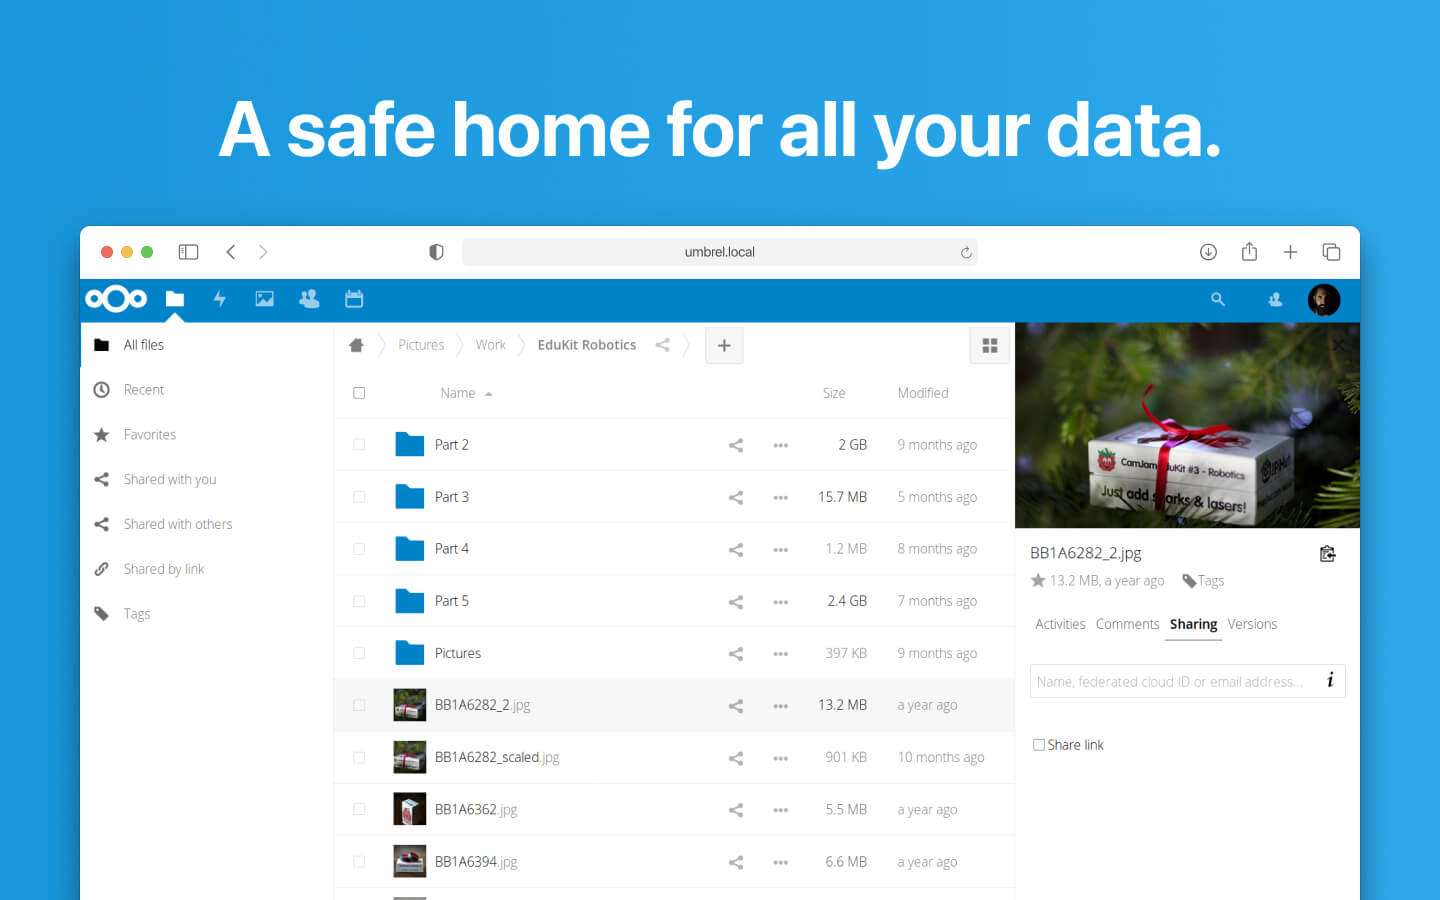 A safe home for all your data.
umbrel.local
All files
Recent
Favorites
Shared with you
Shared with others
Shared by link
Tags
Pictures Work EduKit Robotics +
Name Size Modified
Part 2 2 GB 9 months ago
Part 3 15.7 MB 5 months ago
Part 4 1.2 MB 8 months ago
Part 5 2.4 GB 7 months ago
Pictures 397 KB 9 months ago
BB1A6282_2.jpg 13.2 MB a year ago
BB1A6282_scaled.jpg 901 KB 10 months ago
BB1A6362.jpg 5.5 MB a year ago
BB1A6394.jpg 6.6 MB a year ago
CamJam EduKit #3 - Robotics
Just add sparks & lasers!
BB1A6282_2.jpg
13.2 MB, a year ago Tags
Activities Comments Sharing Versions
Name, federated cloud ID or email address...
Share link